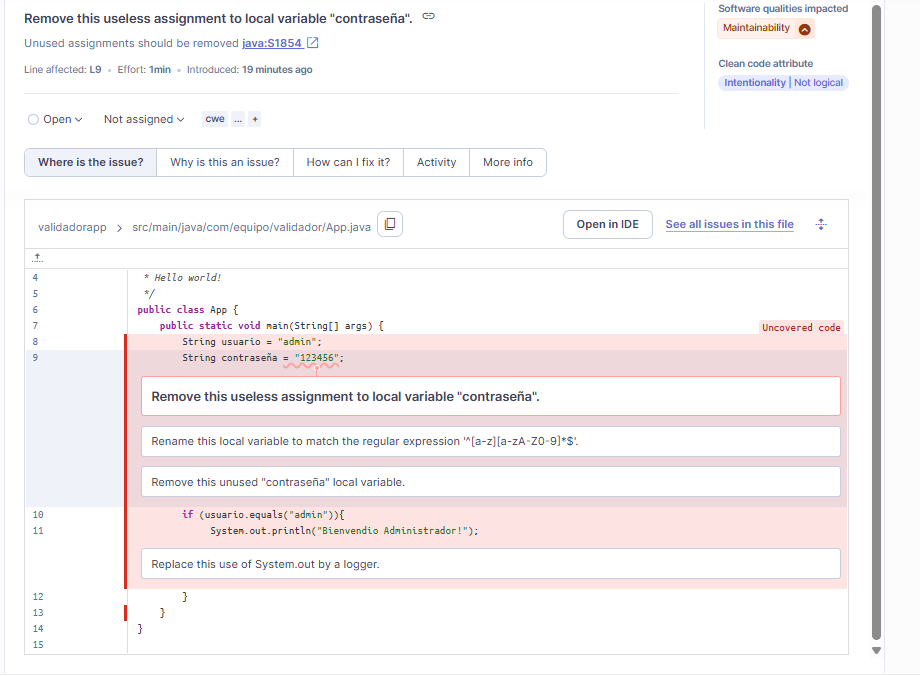 Remove this useless assignment to local variable "contraseña".
Unused assignments should be removed java:S1854
Line affected: L9 • Effort: 1min • Introduced: 19 minutes ago
Software qualities impacted
Maintainability
Clean code attribute
Intentionality | Not logical
Open Not assigned cwe ... +
Where is the issue? Why is this an issue? How can I fix it? Activity More info
validadorapp > src/main/java/com/equipo/validador/App.java Open in IDE See all issues in this file
4 * Hello world!
5 */
6 public class App {
7 public static void main(String[] args) {
Uncovered code
8 String usuario = "admin";
9 String contraseña = "123456";
Remove this useless assignment to local variable "contraseña".
Rename this local variable to match the regular expression '^[a-z][a-zA-Z0-9]*$'.
Remove this unused "contraseña" local variable.
10 if (usuario.equals("admin")){
11 System.out.println("Bienvendio Administrador!");
Replace this use of System.out by a logger.
12 }
13 }
14 }
15